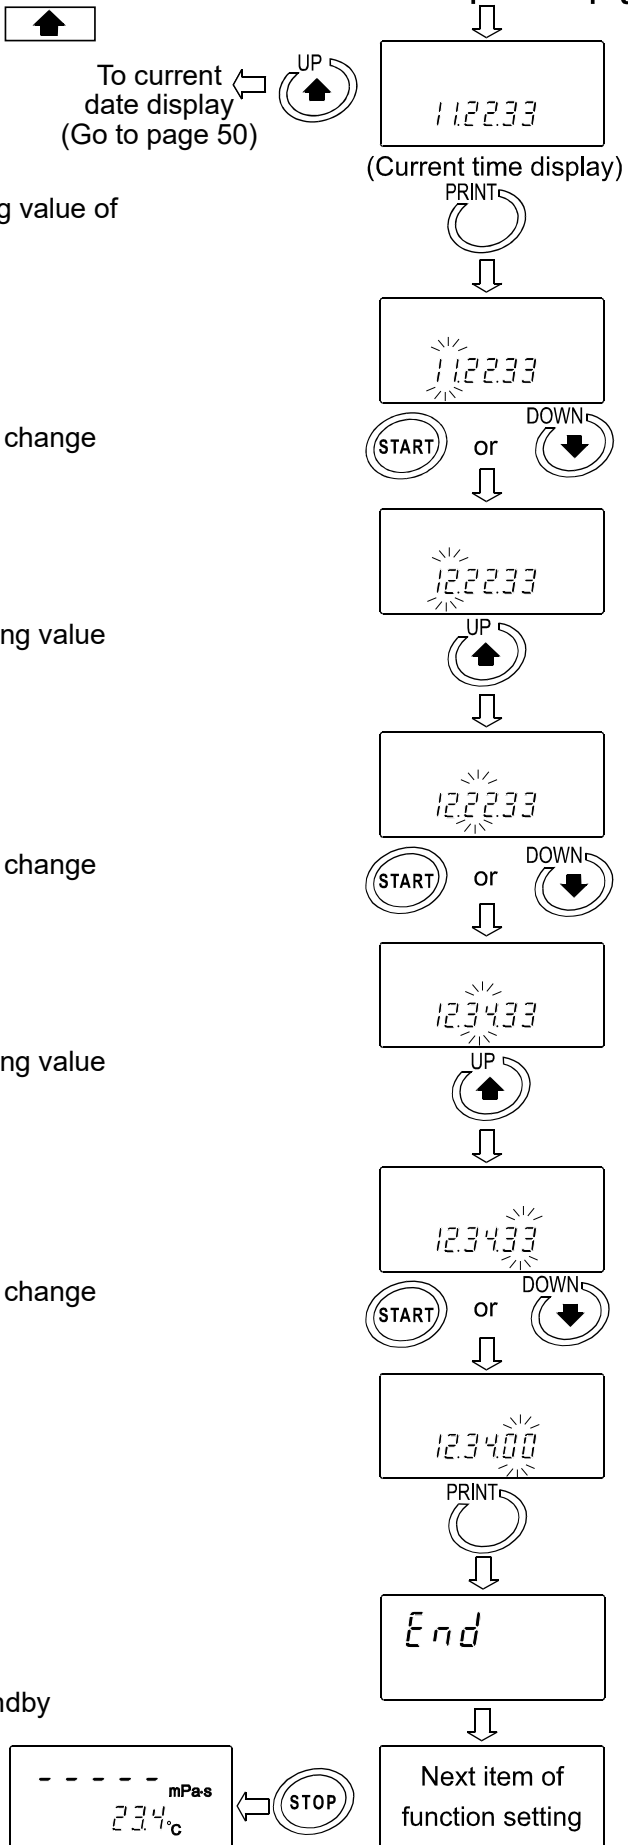 UP
To current
date display
(Go to page 50)
11.22.33
(Current time display)
g value of
PRINT
11.22.33
change
START or DOWN
12.22.33
ng value
UP
12.22.33
change
START or DOWN
12.34.33
ng value
UP
12.34.33
change
START or DOWN
12.34.00
PRINT
End
ndby
Next item of
function setting
STOP
- - - - - mPa·s
23.4 °C